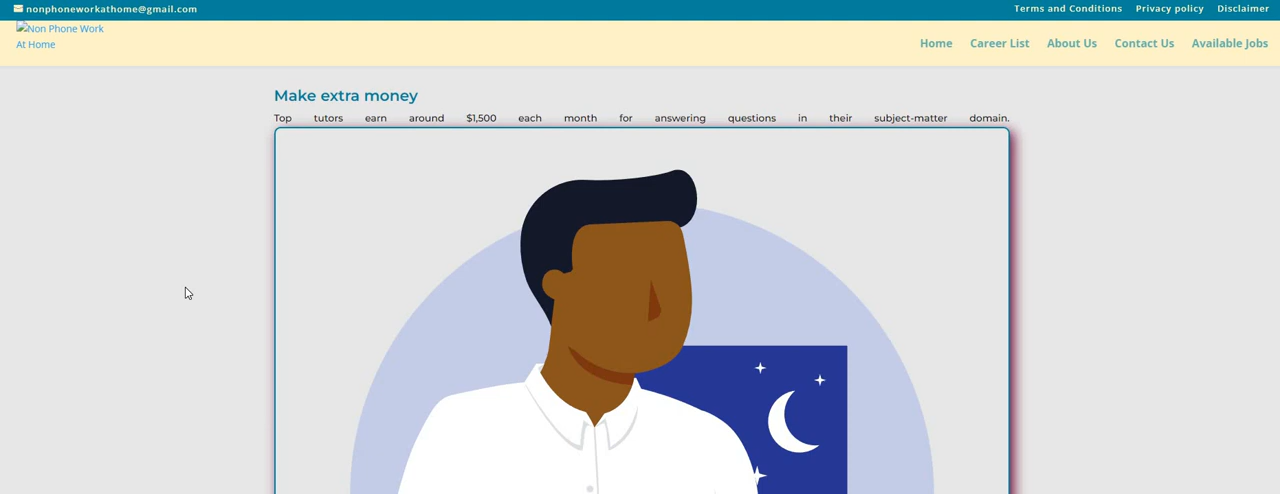 nonphoneworkathome@gmail.com
Terms and Conditions Privacy policy Disclaimer
Non Phone Work
At Home
Home Career List About Us Contact Us Available Jobs
Make extra money
Top tutors earn around $1,500 each month for answering questions in their subject-matter domain.